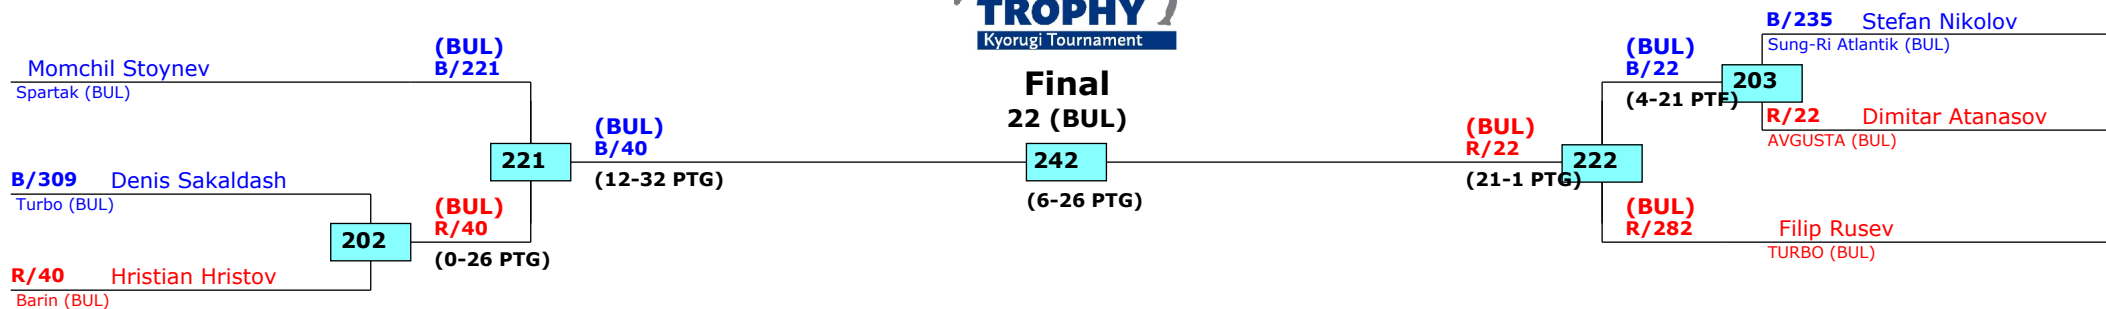 TROPHY
Kyorugi Tournament
Final
22 (BUL)
Momchil Stoynev
Spartak (BUL)
(BUL)
B/221
B/309 Denis Sakaldash
Turbo (BUL)
202
R/40 Hristian Hristov
Barin (BUL)
(BUL)
R/40
(0-26 PTG)
221
(BUL)
B/40
(12-32 PTG)
242
(6-26 PTG)
(BUL)
R/22
(21-1 PTG)
222
(BUL)
B/22
(4-21 PTF)
203
B/235 Stefan Nikolov
Sung-Ri Atlantik (BUL)
R/22 Dimitar Atanasov
AVGUSTA (BUL)
(BUL)
R/282 Filip Rusev
TURBO (BUL)